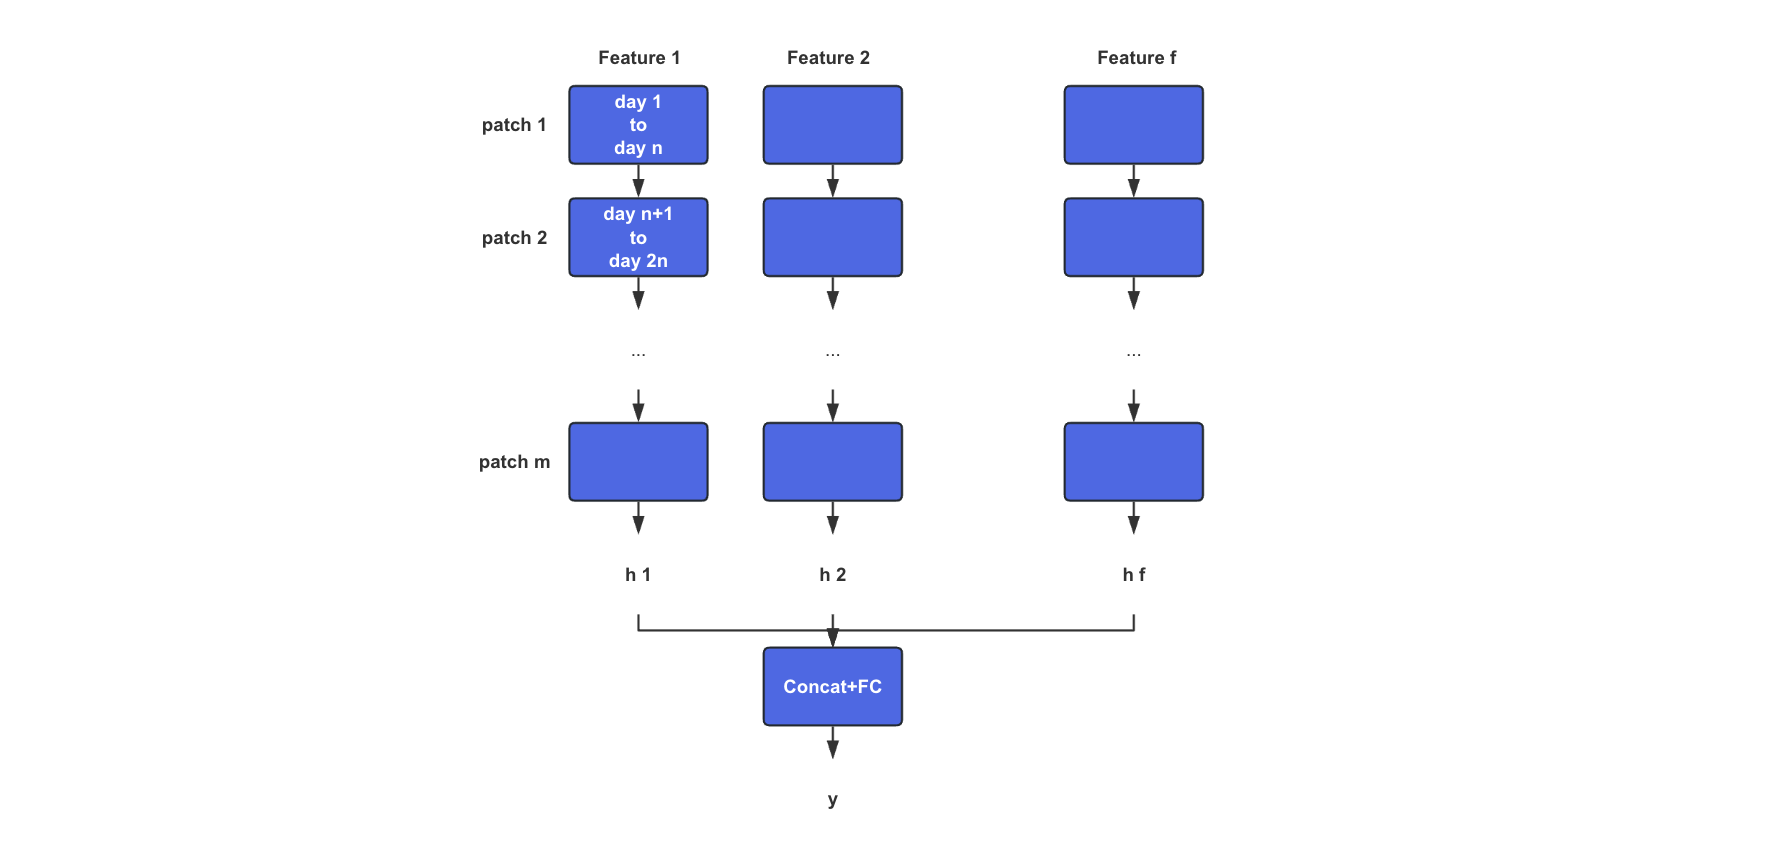 Feature 1
Feature 2
Feature f
patch 1
day 1
to
day n
patch 2
day n+1
to
day 2n
...
...
...
patch m
h 1
h 2
h f
Concat+FC
y